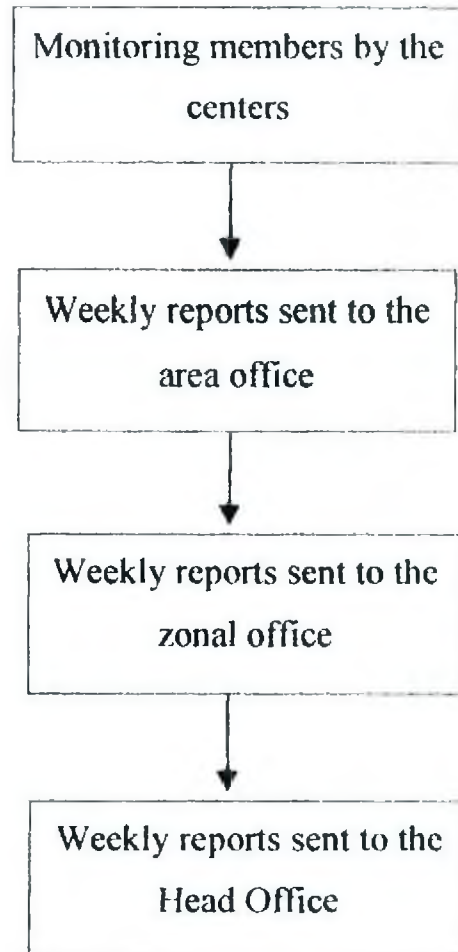 Monitoring members by the
centers
Weekly reports sent to the
area office
Weekly reports sent to the
zonal office
Weekly reports sent to the
Head Office